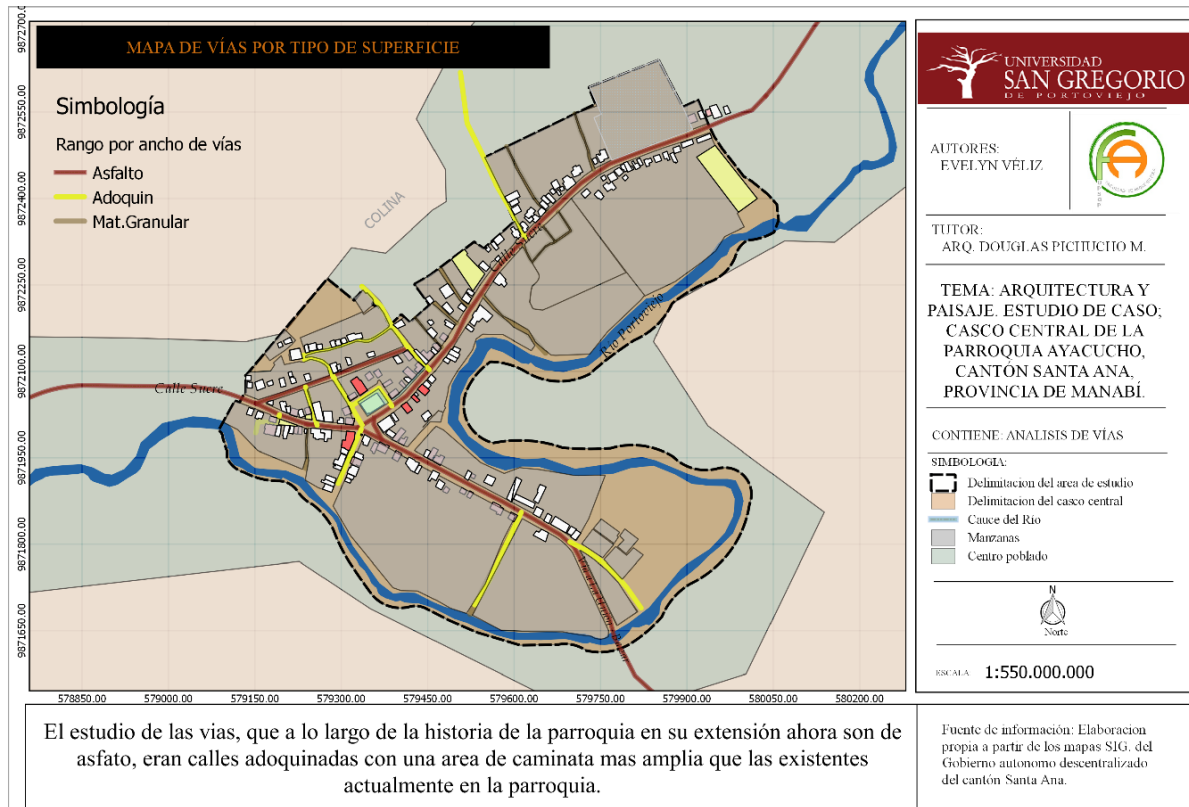 MAPA DE VÍAS POR TIPO DE SUPERFICIE
Simbología
Rango por ancho de vías
Asfalto
Adoquin
Mat.Granular
COLINA
Calle Sucre
Calle Sucre
Río Portoviejo
9872700.0
9872550.00
9872400.00
9872250.00
9872100.00
9871950.00
9871800.00
9871650.00
578850.00
579000.00
579150.00
579300.00
579450.00
579600.00
579750.00
579900.00
580050.00
580200.00
UNIVERSIDAD
SAN GREGORIO
DE PORTOVIEJO
AUTORES:
EVELYN VÉLIZ
TUTOR:
ARQ. DOUGLAS PICHUCHO M.
TEMA: ARQUITECTURA Y
PAISAJE. ESTUDIO DE CASO;
CASCO CENTRAL DE LA
PARROQUIA AYACUCHO,
CANTÓN SANTA ANA,
PROVINCIA DE MANABÍ.
CONTIENE: ANALISIS DE VÍAS
SIMBOLOGIA:
Delimitacion del area de estudio
Delimitacion del casco central
Cauce del Río
Manzanas
Centro poblado
N
Norte
ESCALA 1:550.000.000
El estudio de las vias, que a lo largo de la historia de la parroquia en su extensión ahora son de
asfato, eran calles adoquinadas con una area de caminata mas amplia que las existentes
actualmente en la parroquia.
Fuente de información: Elaboracion
propia a partir de los mapas SIG. del
Gobierno autonomo descentralizado
del cantón Santa Ana.